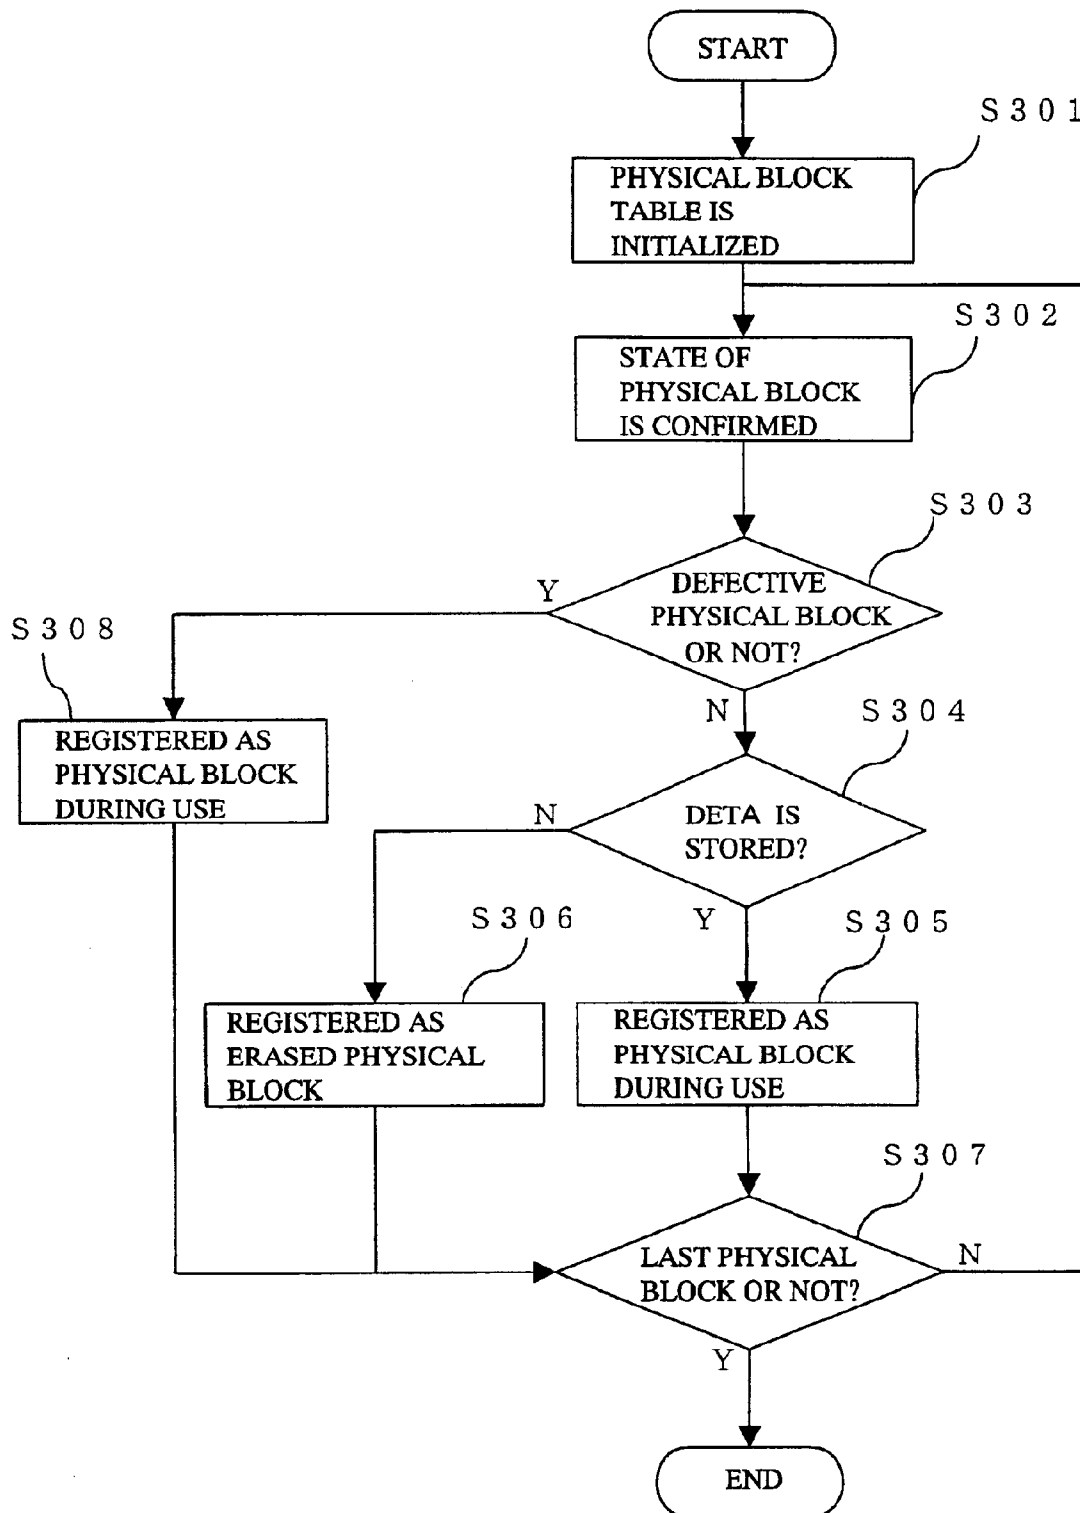 START
S301
PHYSICAL BLOCK
TABLE IS
INITIALIZED
S302
STATE OF
PHYSICAL BLOCK
IS CONFIRMED
S303
DEFECTIVE
PHYSICAL BLOCK
OR NOT?
Y
N
S308
REGISTERED AS
PHYSICAL BLOCK
DURING USE
S304
DETA IS
STORED?
N
Y
S306
REGISTERED AS
ERASED PHYSICAL
BLOCK
S305
REGISTERED AS
PHYSICAL BLOCK
DURING USE
S307
LAST PHYSICAL
BLOCK OR NOT?
N
Y
END